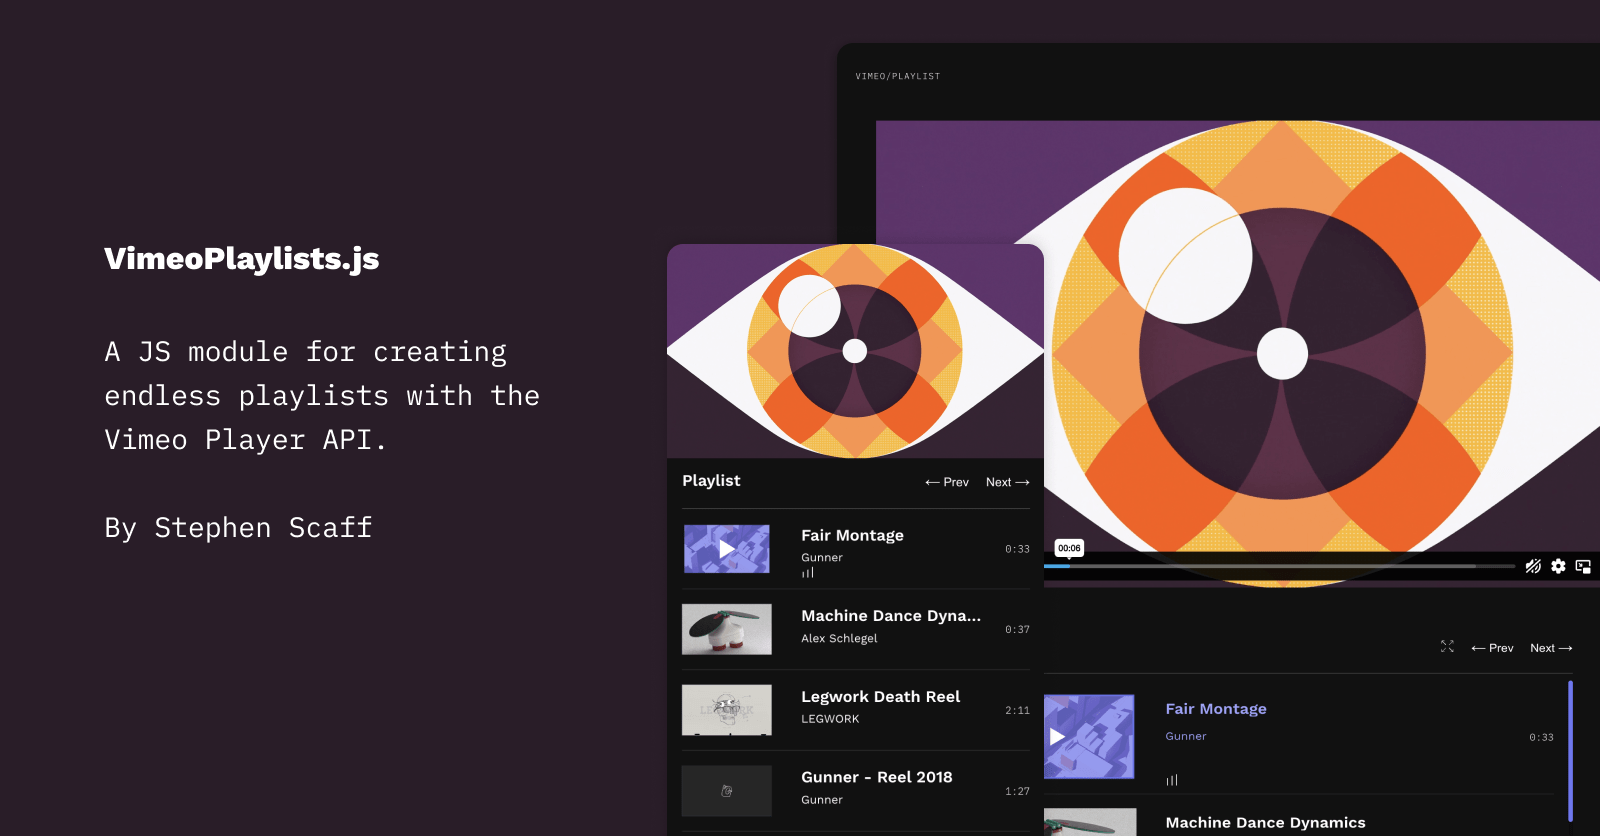 VimeoPlaylists.js
A JS module for creating
endless playlists with the
Vimeo Player API.
By Stephen Scaff
VIMEO/PLAYLIST
Playlist
← Prev Next →
Fair Montage
Gunner
0:33
Machine Dance Dyna...
Alex Schlegel
0:37
LEGWORK
Legwork Death Reel
LEGWORK
2:11
Gunner - Reel 2018
Gunner
1:27
00:06
← Prev Next →
Fair Montage
Gunner
0:33
Machine Dance Dynamics